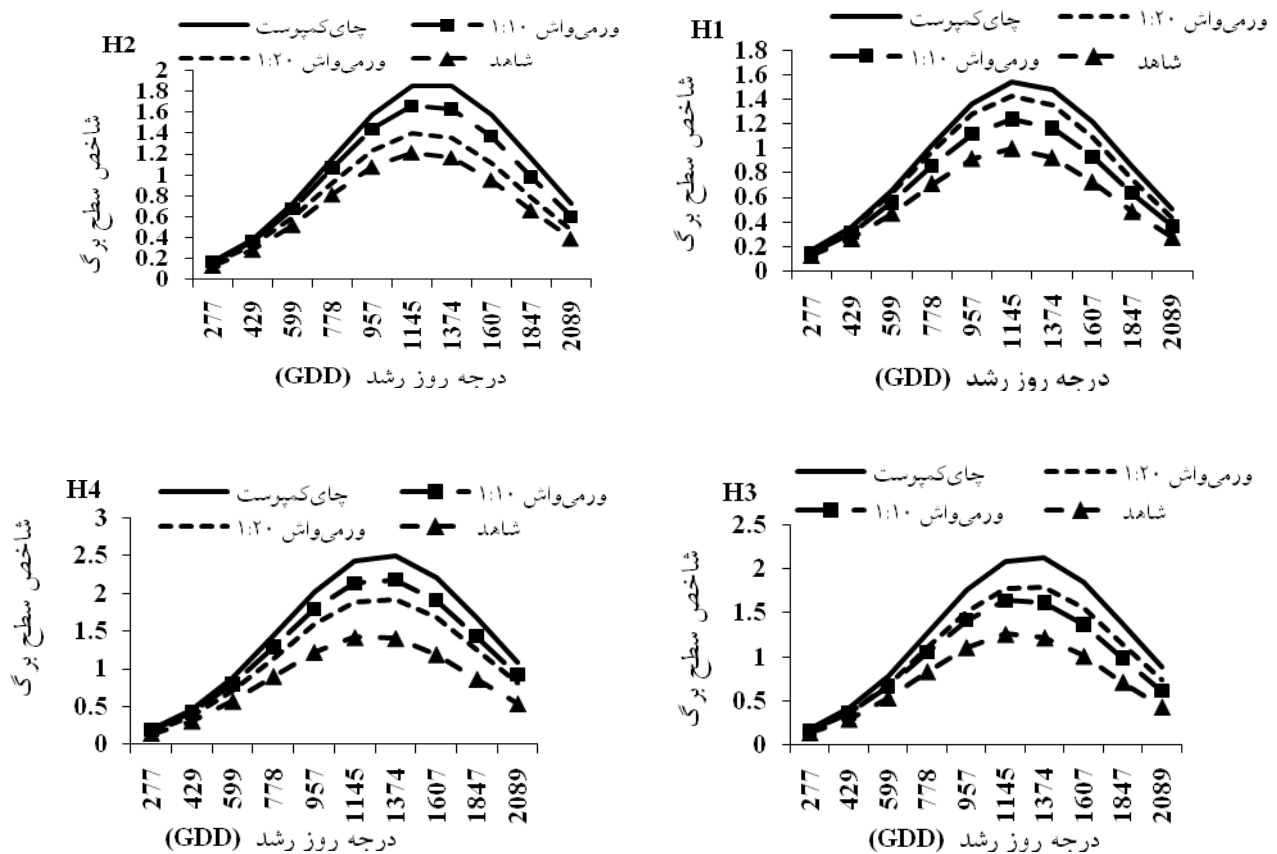 H1
چای‌کمپوست
ورمی‌واش ۱:۲۰
ورمی‌واش ۱:۱۰
شاهد
شاخص سطح برگ
1.8
1.6
1.4
1.2
1
0.8
0.6
0.4
0.2
0
277
429
599
778
957
1145
1374
1607
1847
2089
درجه روز رشد (GDD)
H2
چای‌کمپوست
ورمی‌واش ۱:۱۰
ورمی‌واش ۱:۲۰
شاهد
شاخص سطح برگ
2
1.8
1.6
1.4
1.2
1
0.8
0.6
0.4
0.2
0
277
429
599
778
957
1145
1374
1607
1847
2089
درجه روز رشد (GDD)
H3
چای‌کمپوست
ورمی‌واش ۱:۲۰
ورمی‌واش ۱:۱۰
شاهد
شاخص سطح برگ
2.5
2
1.5
1
0.5
0
277
429
599
778
957
1145
1374
1607
1847
2089
درجه روز رشد (GDD)
H4
چای‌کمپوست
ورمی‌واش ۱:۱۰
ورمی‌واش ۱:۲۰
شاهد
شاخص سطح برگ
3
2.5
2
1.5
1
0.5
0
277
429
599
778
957
1145
1374
1607
1847
2089
درجه روز رشد (GDD)